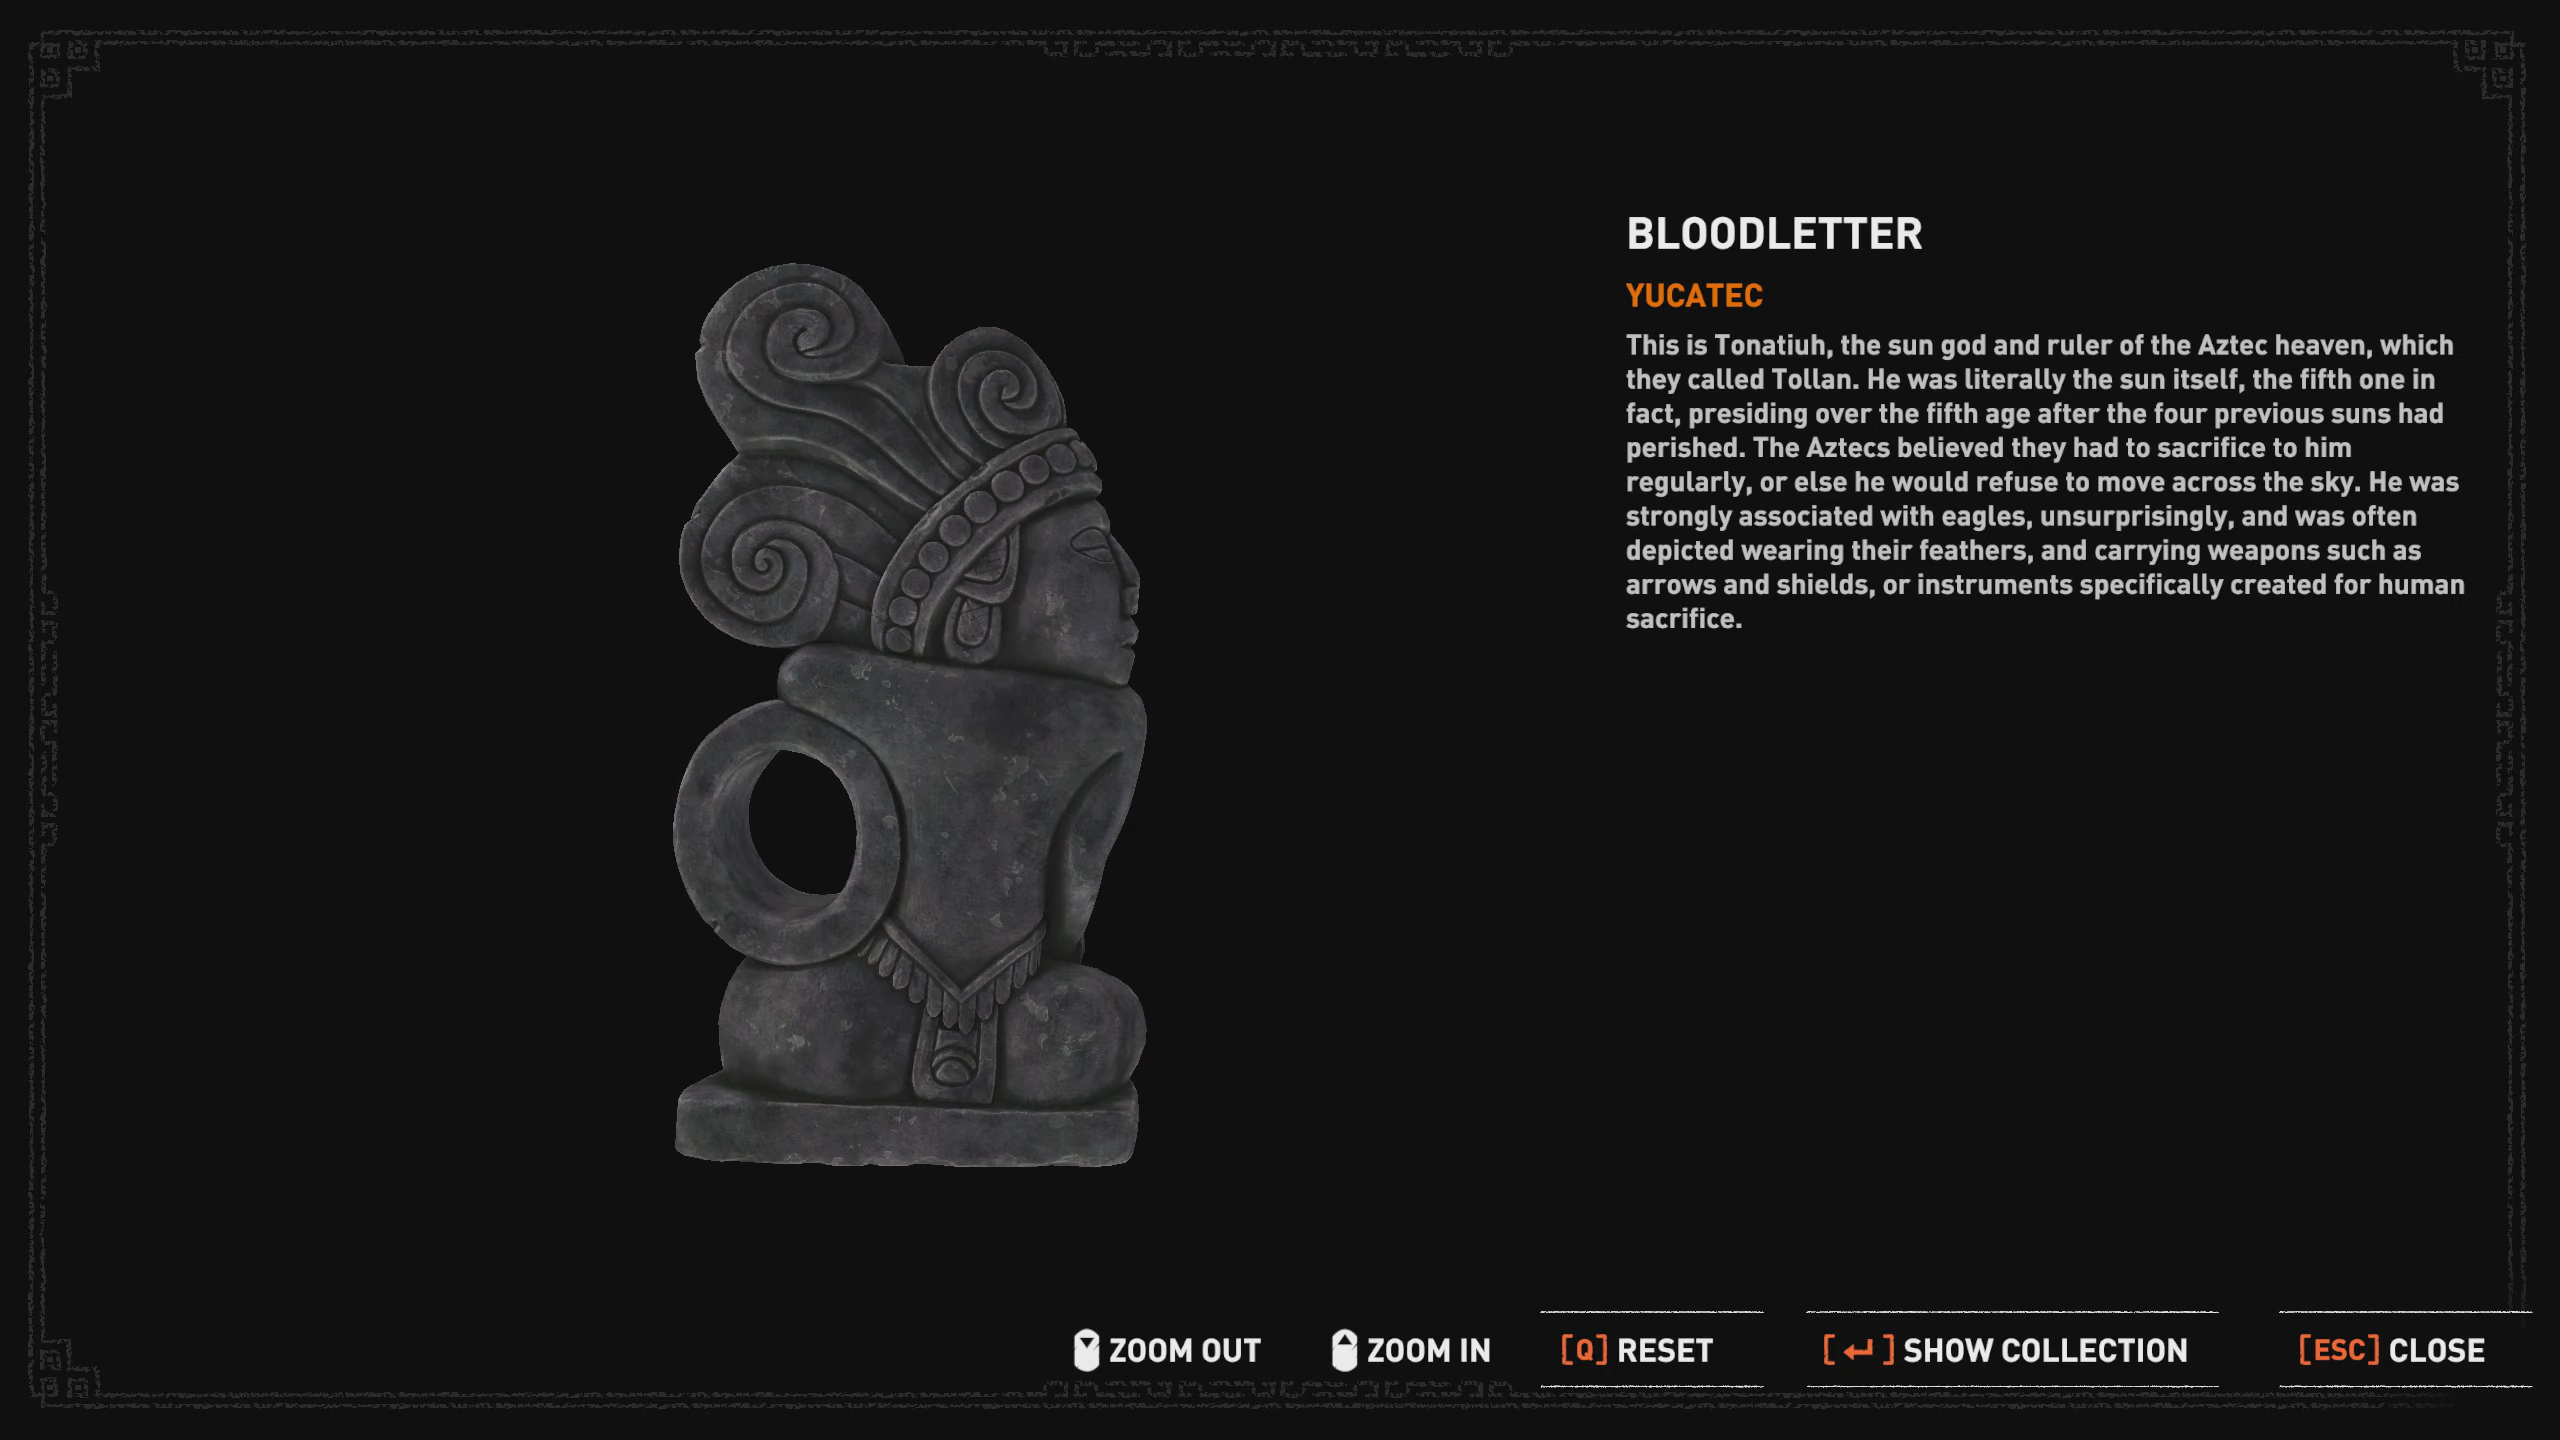 BLOODLETTER
YUCATEC
This is Tonatiuh, the sun god and ruler of the Aztec heaven, which
they called Tollan. He was literally the sun itself, the fifth one in
fact, presiding over the fifth age after the four previous suns had
perished. The Aztecs believed they had to sacrifice to him
regularly, or else he would refuse to move across the sky. He was
strongly associated with eagles, unsurprisingly, and was often
depicted wearing their feathers, and carrying weapons such as
arrows and shields, or instruments specifically created for human
sacrifice.
ZOOM OUT ZOOM IN [Q] RESET [↵] SHOW COLLECTION [ESC] CLOSE